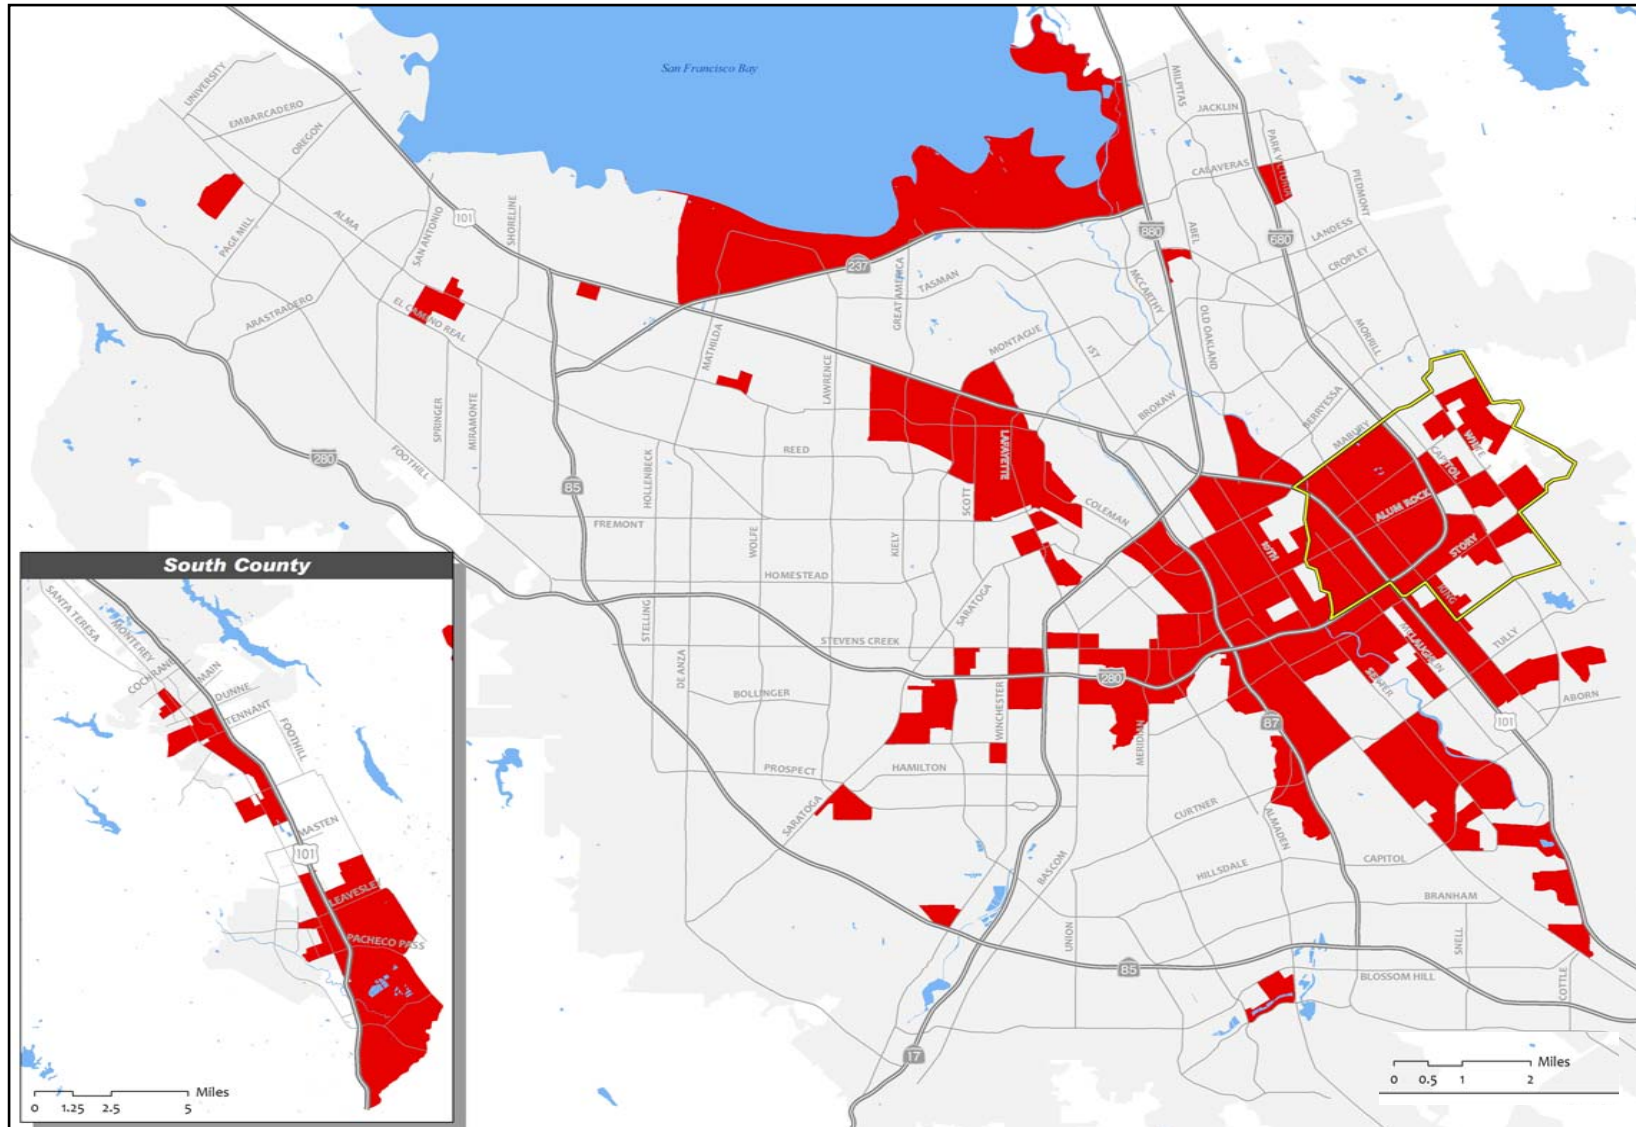 San Francisco Bay
UNIVERSITY
EMBARCADERO
OREGON
PAGE MILL
ALMA
SAN ANTONIO
101
SHORELINE
ARASTRADERO
EL CAMINO REAL
MILPITAS
JACKLIN
PARK VICTORIA
CALAVERAS
PIEDMONT
880
ABEL
680
LANDESS
CROPLEY
237
TASMAN
GREAT AMERICA
MCCARTHY
OLD OAKLAND
MORRILL
MATHILDA
LAWRENCE
MONTAGUE
1ST
BROKAW
BERRYESSA
MABURY
SPRINGER
MIRAMONTE
FOOTHILL
280
85
HOLLENBECK
REED
LAFAYETTE
SCOTT
COLEMAN
WHITE
CAPITOL
ALUM ROCK
STORY
KING
10TH
FREMONT
WOLFE
KIELY
HOMESTEAD
SARATOGA
STELLING
STEVENS CREEK
DE ANZA
BOLLINGER
WINCHESTER
280
MERIDIAN
87
SENTER
MCLAUGHLIN
TULLY
ABORN
101
PROSPECT
HAMILTON
SARATOGA
CURTNER
ALMADEN
BASCOM
HILLSDALE
CAPITOL
BRANHAM
UNION
SNELL
85
BLOSSOM HILL
COTTLE
17
0 0.5 1 2 Miles
South County
SANTA TERESA
MONTEREY
COCHRANE
MAIN
DUNNE
TENNANT
FOOTHILL
MASTEN
101
LEAVESLEY
PACHECO PASS
0 1.25 2.5 5 Miles